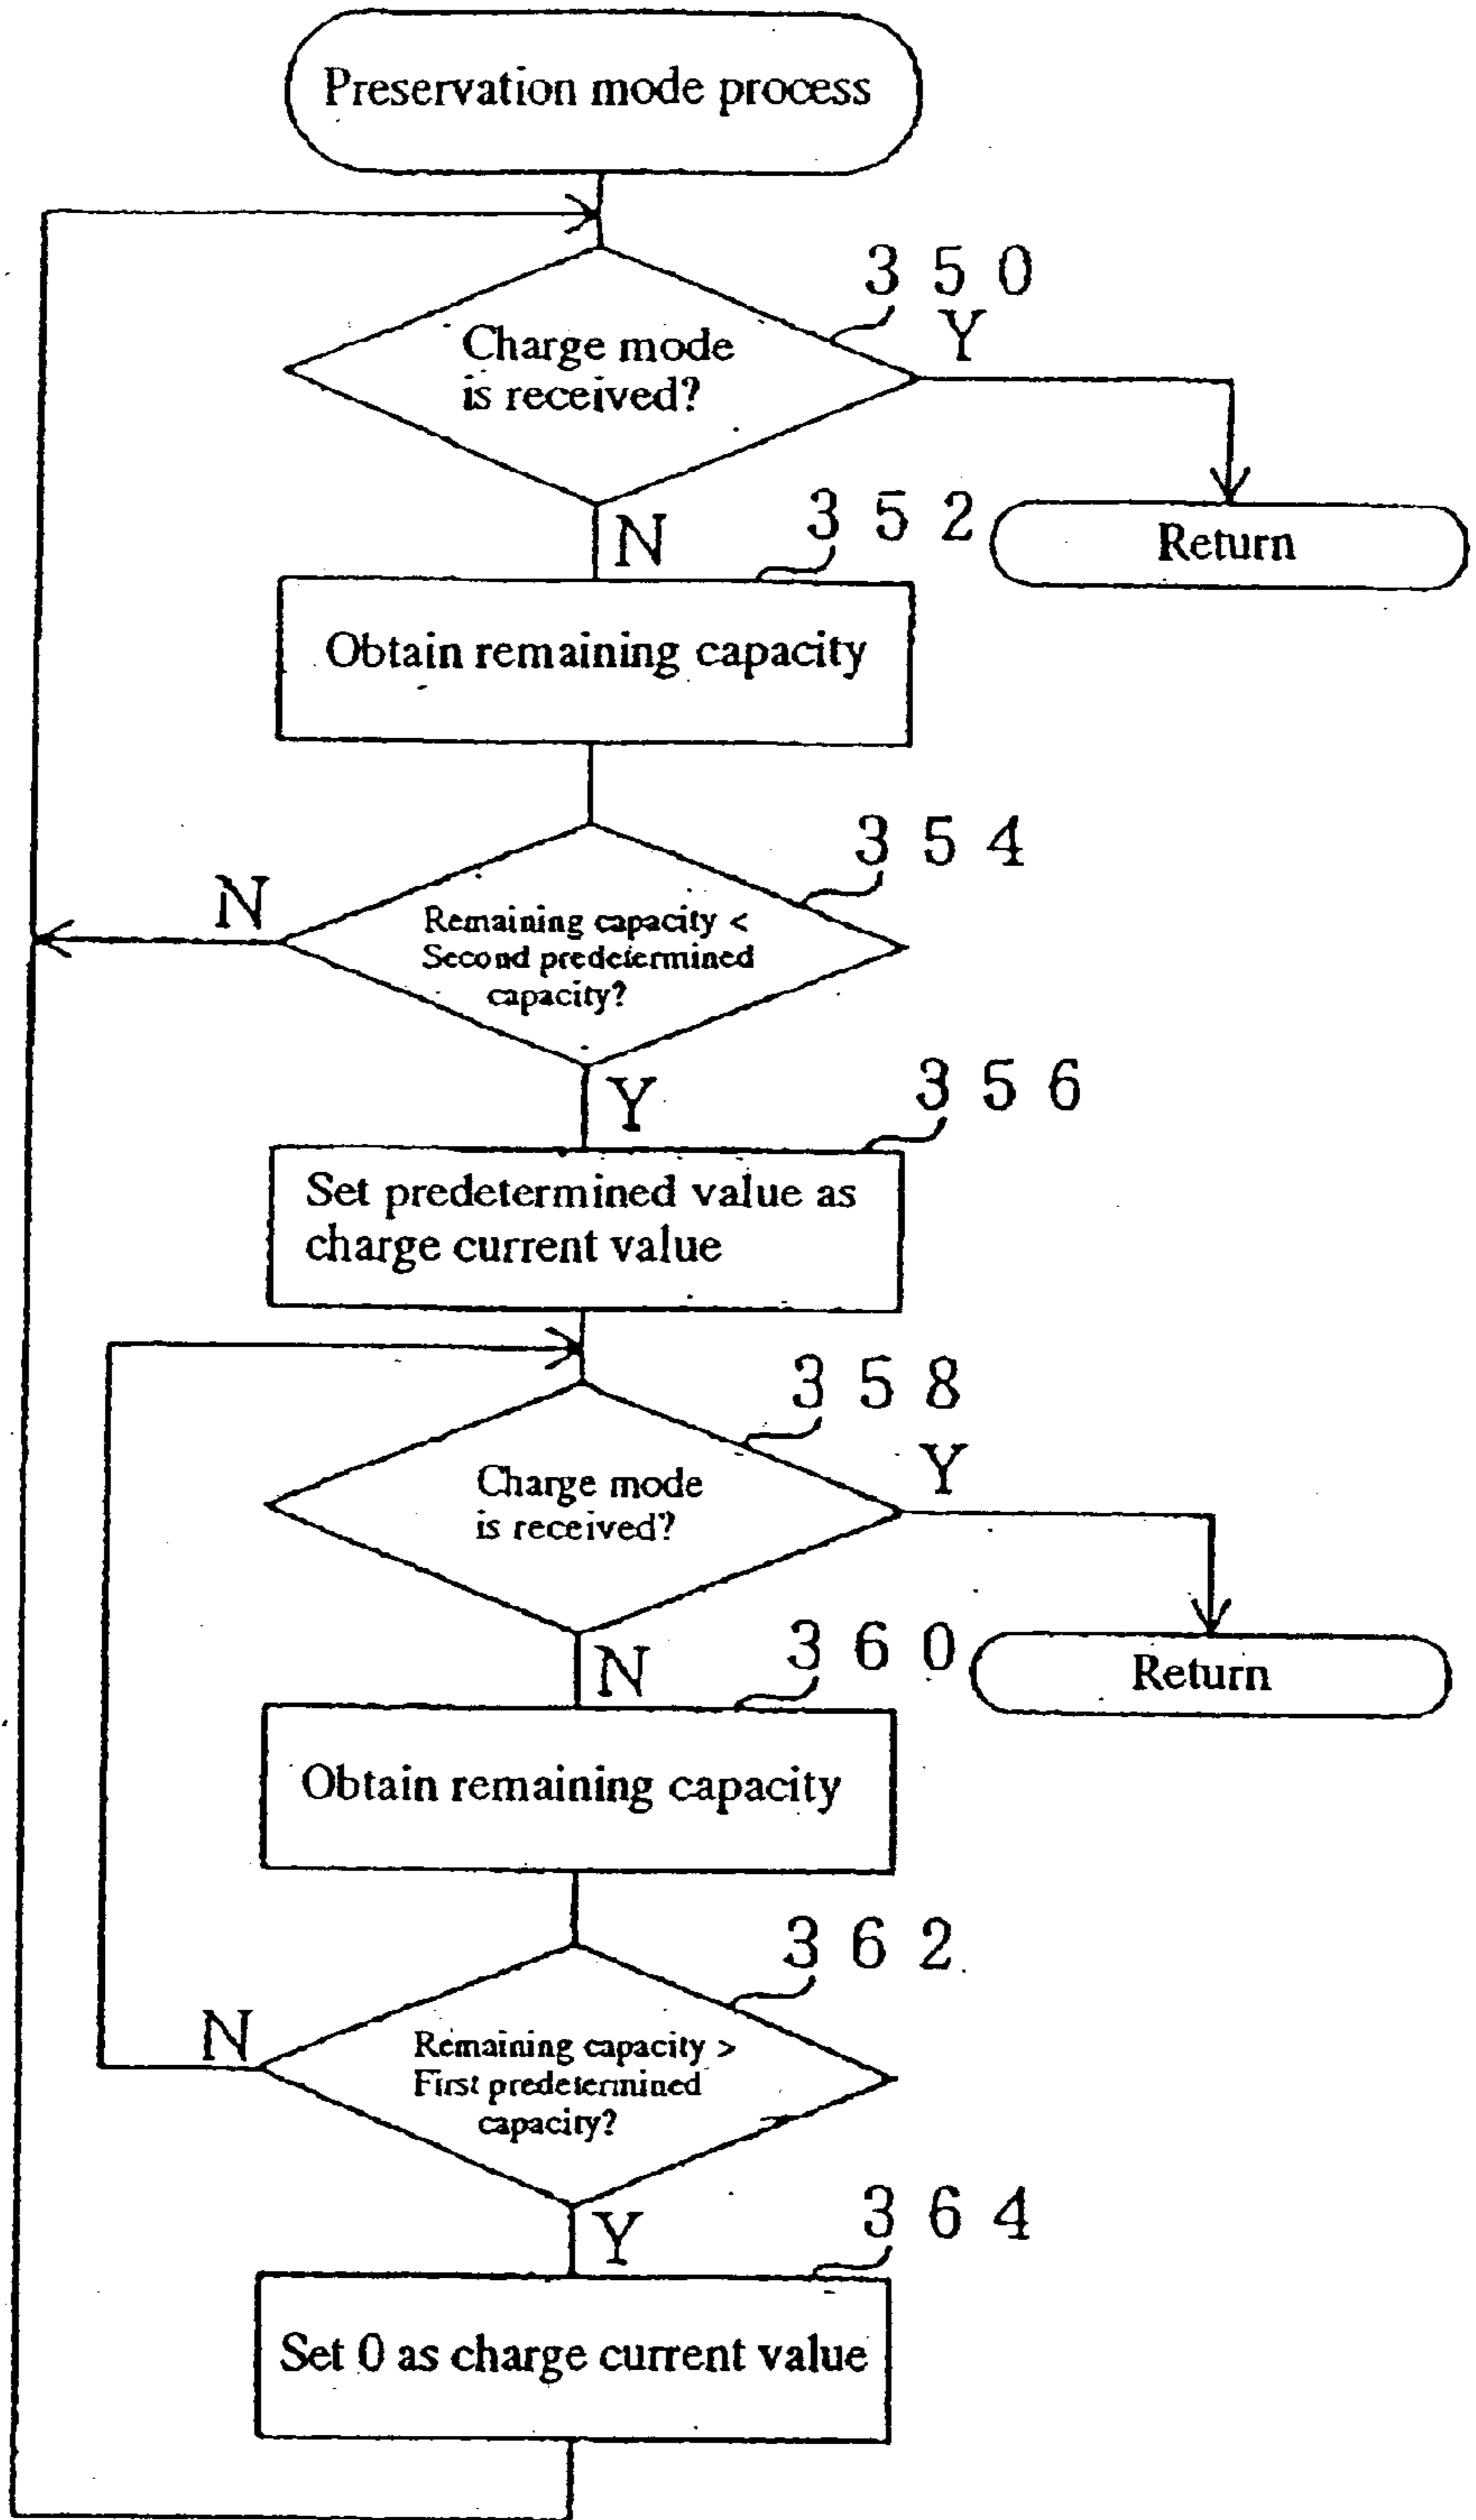 Preservation mode process
3 5 0
Y
Charge mode
is received?
N
3 5 2
Return
Obtain remaining capacity
3 5 4
N
Remaining capacity <
Second predetermined
capacity?
Y
3 5 6
Set predetermined value as
charge current value
3 5 8
Y
Charge mode
is received?
N
3 6 0
Return
Obtain remaining capacity
3 6 2
N
Remaining capacity >
First predetermined
capacity?
Y
3 6 4
Set 0 as charge current value